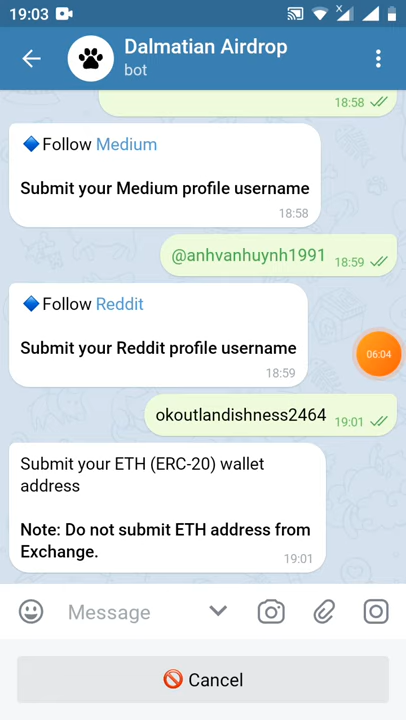 19:03
Dalmatian Airdrop
bot
18:58
Follow Medium
Submit your Medium profile username
18:58
@anhvanhuynh1991 18:59
Follow Reddit
Submit your Reddit profile username
18:59
06:04
okoutlandishness2464 19:01
Submit your ETH (ERC-20) wallet
address
Note: Do not submit ETH address from
Exchange.
19:01
Message
Cancel